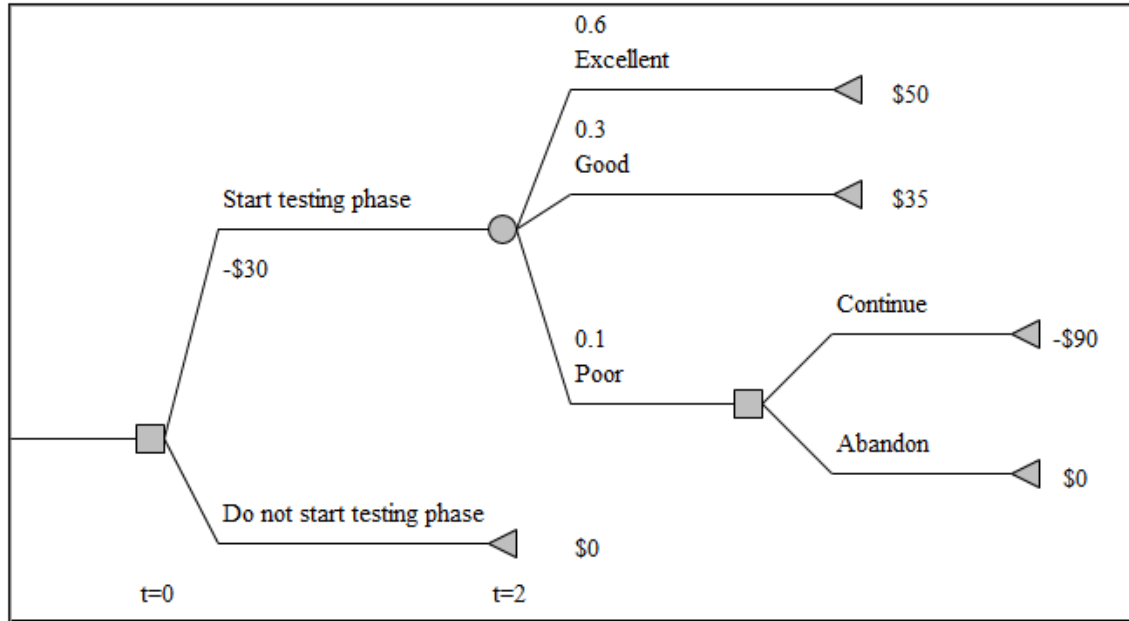 0.6
Excellent
$50
0.3
Good
$35
Start testing phase
-$30
Continue
-$90
0.1
Poor
Abandon
$0
Do not start testing phase
$0
t=0
t=2